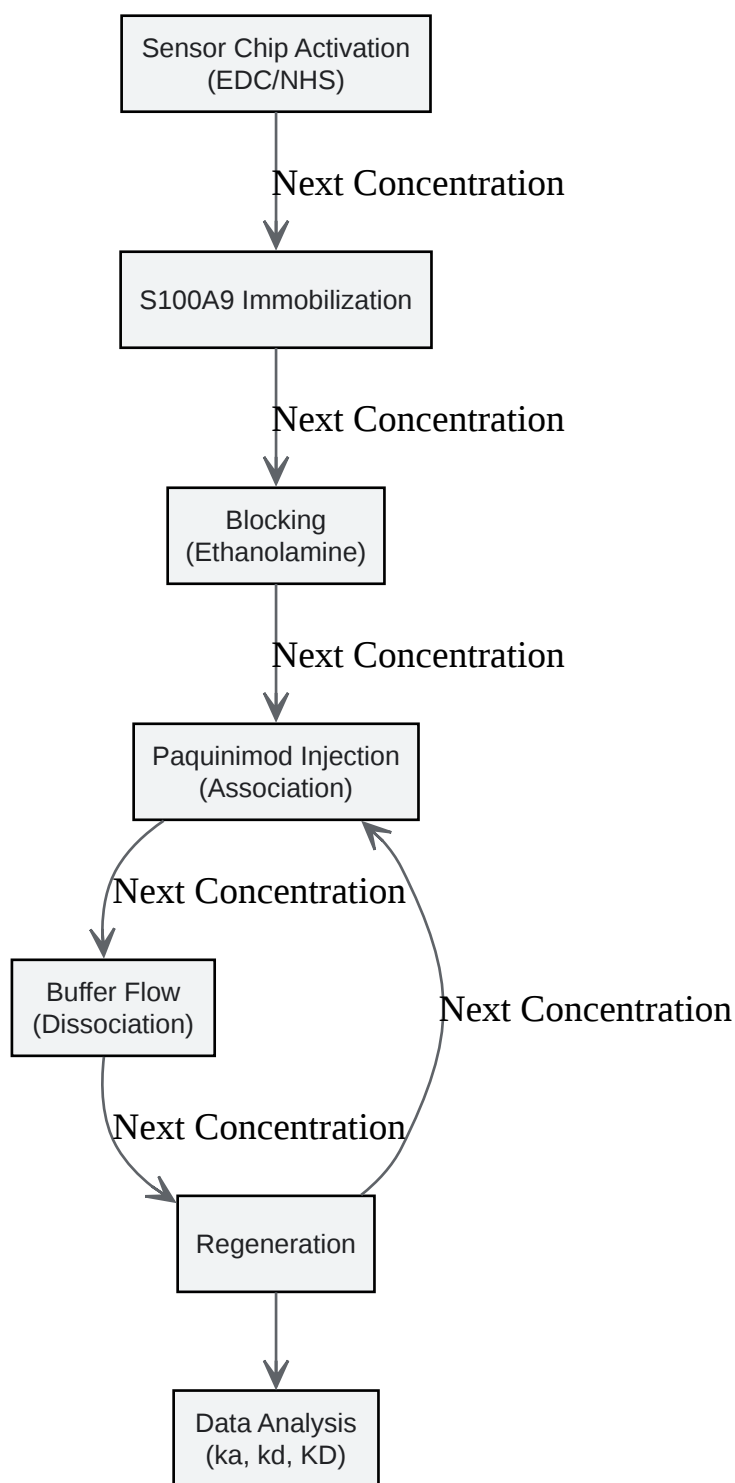 Sensor Chip Activation
(EDC/NHS)
Next Concentration
S100A9 Immobilization
Next Concentration
Blocking
(Ethanolamine)
Next Concentration
Paquinimod Injection
(Association)
Next Concentration
Buffer Flow
(Dissociation)
Next Concentration
Next Concentration
Regeneration
Data Analysis
(ka, kd, KD)